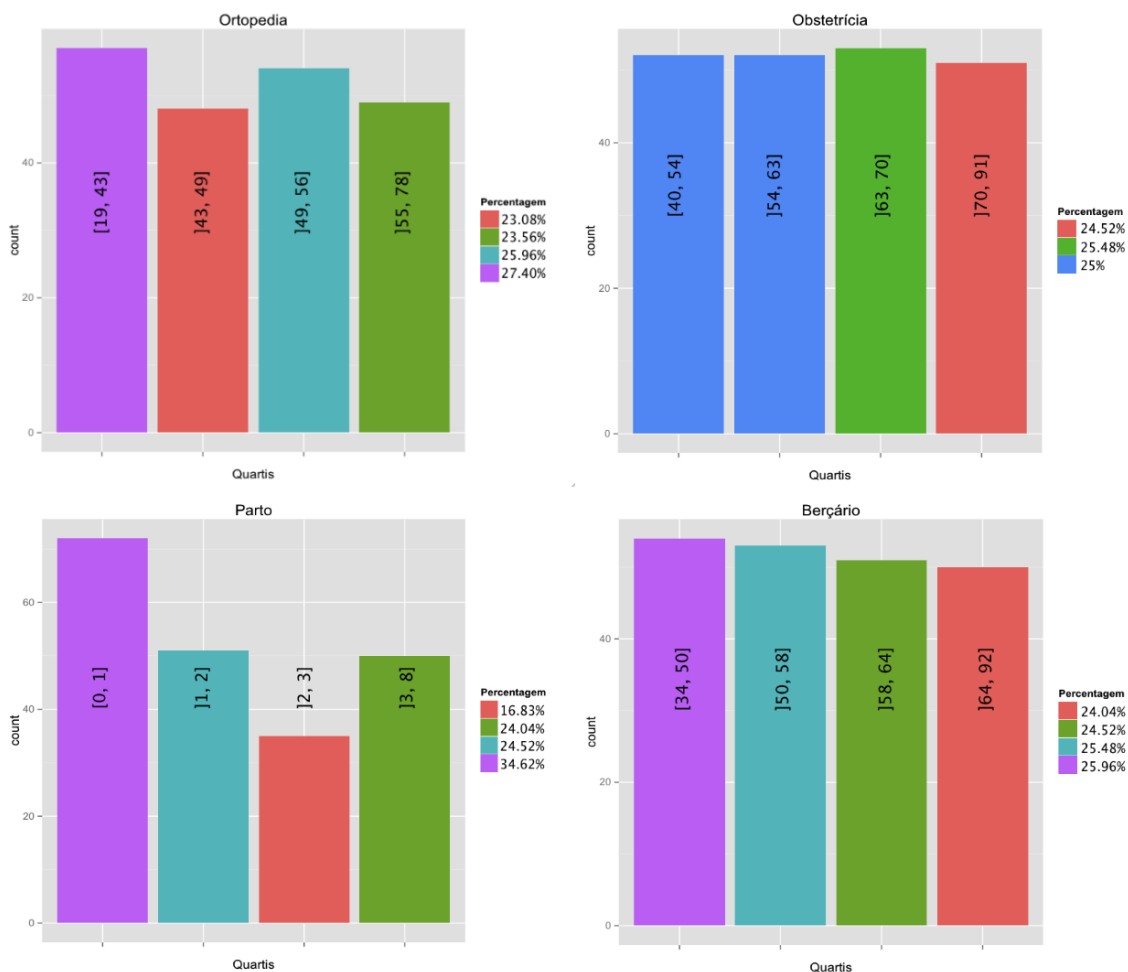 Ortopedia
count
0
20
40
[19, 43]
]43, 49]
]49, 56]
]55, 78]
Quartis
Percentagem
23.08%
23.56%
25.96%
27.40%
Obstetrícia
count
0
20
40
[40, 54]
]54, 63]
]63, 70]
]70, 91]
Quartis
Percentagem
24.52%
25.48%
25%
Parto
count
0
20
40
60
[0, 1]
]1, 2]
]2, 3]
]3, 8]
Quartis
Percentagem
16.83%
24.04%
24.52%
34.62%
Berçário
count
0
20
40
[34, 50]
]50, 58]
]58, 64]
]64, 92]
Quartis
Percentagem
24.04%
24.52%
25.48%
25.96%